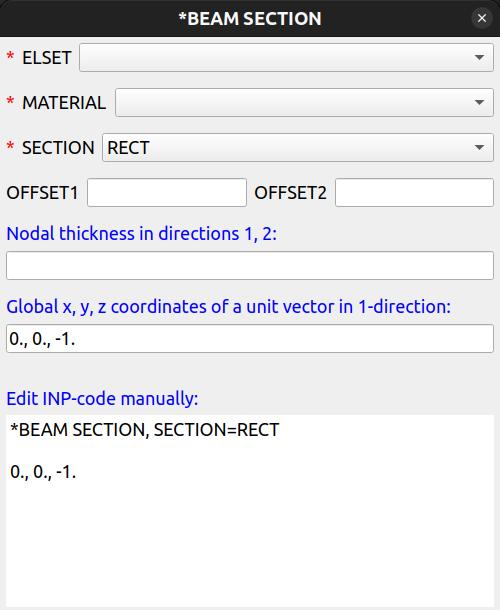 *BEAM SECTION
* ELSET
* MATERIAL
* SECTION RECT
OFFSET1 OFFSET2
Nodal thickness in directions 1, 2:
Global x, y, z coordinates of a unit vector in 1-direction:
0., 0., -1.
Edit INP-code manually:
*BEAM SECTION, SECTION=RECT
0., 0., -1.